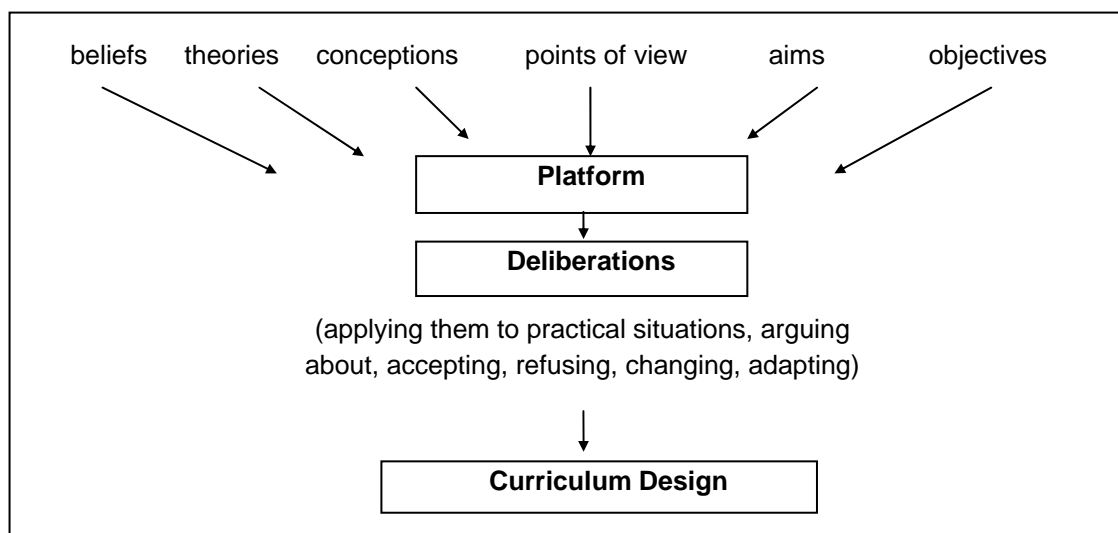 beliefs theories conceptions points of view aims objectives
Platform
Deliberations
(applying them to practical situations, arguing
about, accepting, refusing, changing, adapting)
Curriculum Design